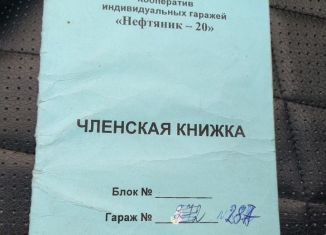 кооператив
индивидуальных гаражей
«Нефтяник – 20»
ЧЛЕНСКАЯ КНИЖКА
Блок №
Гараж №